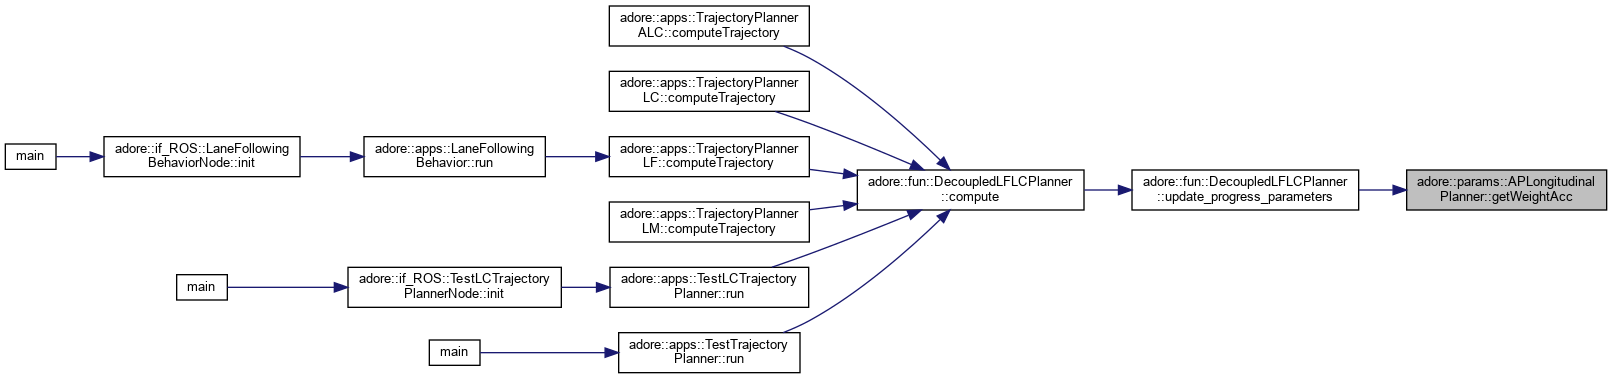 adore::apps::TrajectoryPlanner
ALC::computeTrajectory
adore::apps::TrajectoryPlanner
LC::computeTrajectory
main
adore::if_ROS::LaneFollowing
BehaviorNode::init
adore::apps::LaneFollowing
Behavior::run
adore::apps::TrajectoryPlanner
LF::computeTrajectory
adore::fun::DecoupledLFLCPlanner
::compute
adore::fun::DecoupledLFLCPlanner
::update_progress_parameters
adore::params::APLongitudinal
Planner::getWeightAcc
adore::apps::TrajectoryPlanner
LM::computeTrajectory
main
adore::if_ROS::TestLCTrajectory
PlannerNode::init
adore::apps::TestLCTrajectory
Planner::run
main
adore::apps::TestTrajectory
Planner::run